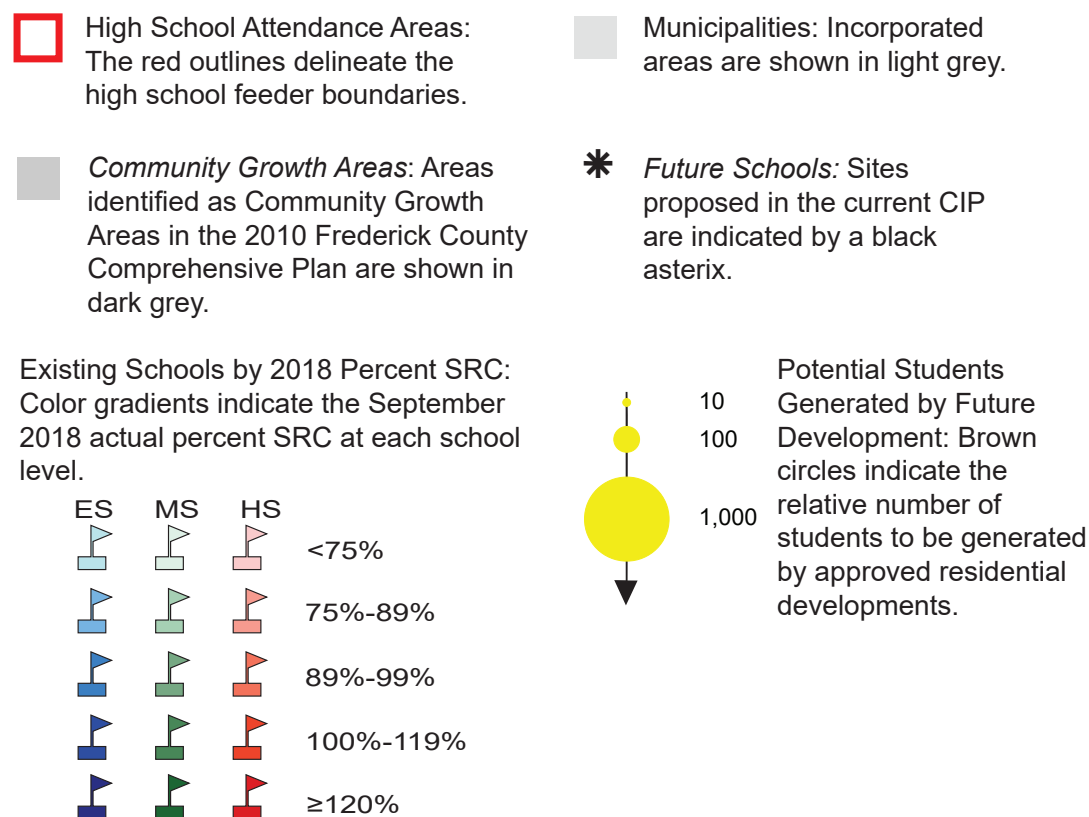 High School Attendance Areas:
The red outlines delineate the
high school feeder boundaries.
Municipalities: Incorporated
areas are shown in light grey.
Community Growth Areas: Areas
identified as Community Growth
Areas in the 2010 Frederick County
Comprehensive Plan are shown in
dark grey.
Future Schools: Sites
proposed in the current CIP
are indicated by a black
asterix.
Existing Schools by 2018 Percent SRC:
Color gradients indicate the September
2018 actual percent SRC at each school
level.
ES MS HS
<75%
75%-89%
89%-99%
100%-119%
≥120%
10
100
1,000
Potential Students
Generated by Future
Development: Brown
circles indicate the
relative number of
students to be generated
by approved residential
developments.